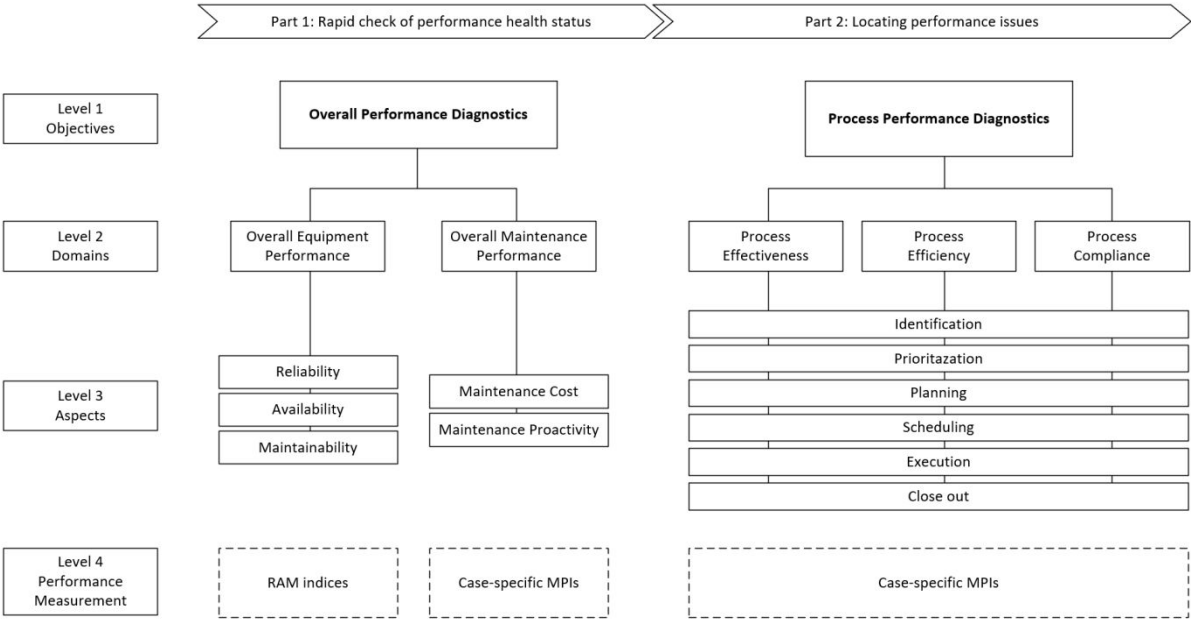 Part 1: Rapid check of performance health status
Part 2: Locating performance issues
Level 1
Objectives
Overall Performance Diagnostics
Process Performance Diagnostics
Level 2
Domains
Overall Equipment
Performance
Overall Maintenance
Performance
Process
Effectiveness
Process
Efficiency
Process
Compliance
Level 3
Aspects
Reliability
Availability
Maintainability
Maintenance Cost
Maintenance Proactivity
Identification
Prioritazation
Planning
Scheduling
Execution
Close out
Level 4
Performance
Measurement
RAM indices
Case-specific MPIs
Case-specific MPIs